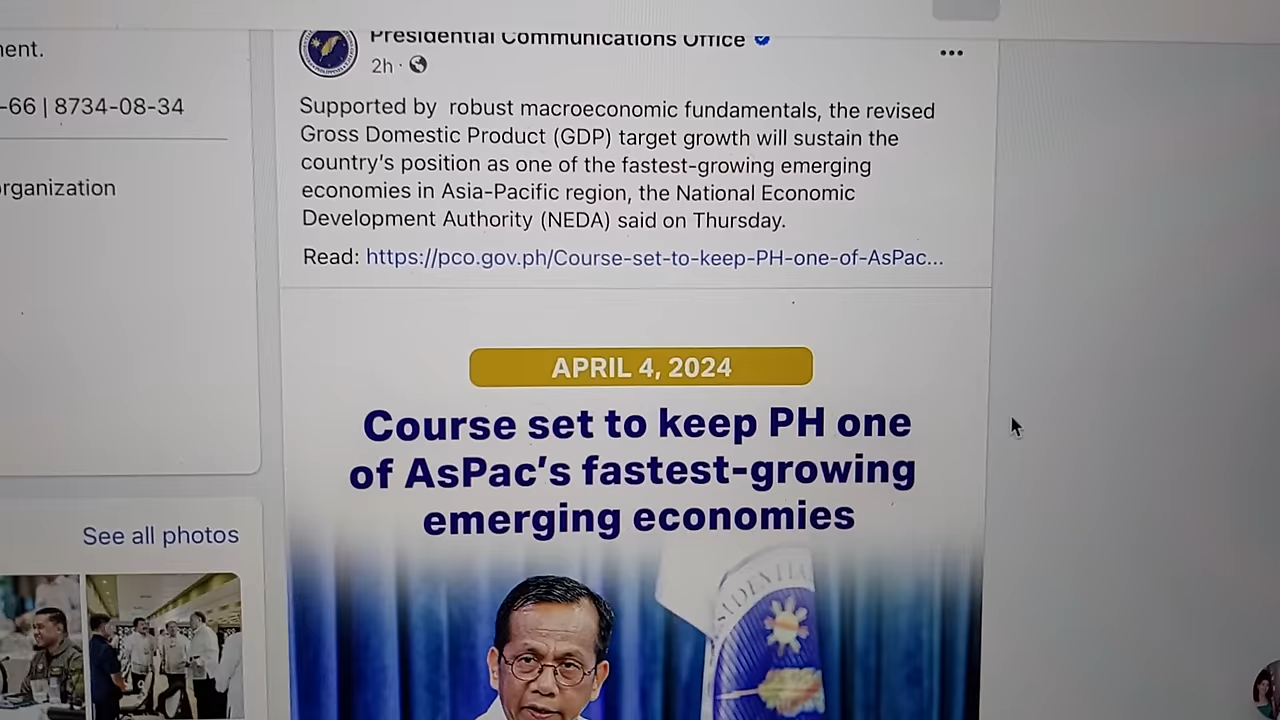 ment.
-66 | 8734-08-34
organization
See all photos
Presidential Communications Office
2h ·
Supported by robust macroeconomic fundamentals, the revised
Gross Domestic Product (GDP) target growth will sustain the
country's position as one of the fastest-growing emerging
economies in Asia-Pacific region, the National Economic
Development Authority (NEDA) said on Thursday.
Read: https://pco.gov.ph/Course-set-to-keep-PH-one-of-AsPac...
APRIL 4, 2024
Course set to keep PH one
of AsPac's fastest-growing
emerging economies